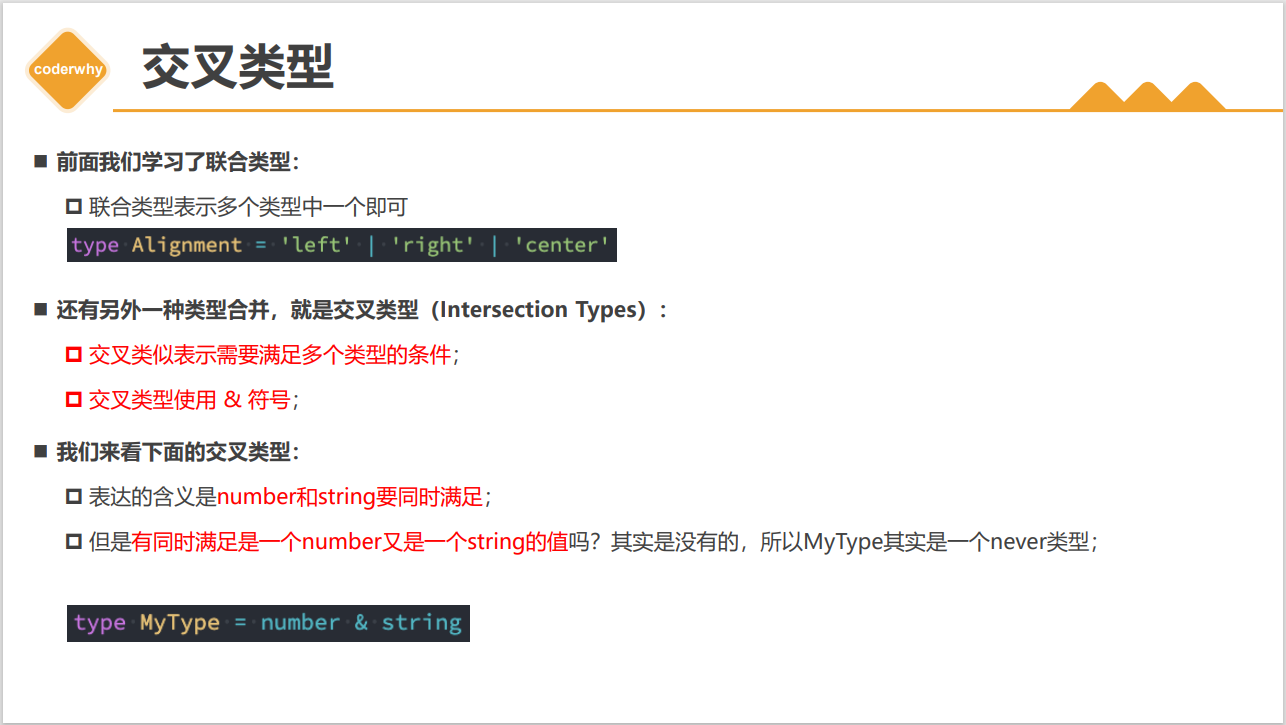 coderwhy
交叉类型
前面我们学习了联合类型：
联合类型表示多个类型中一个即可
type Alignment = 'left' | 'right' | 'center'
还有另外一种类型合并，就是交叉类型（Intersection Types）：
交叉类似表示需要满足多个类型的条件；
交叉类型使用 & 符号；
我们来看下面的交叉类型：
表达的含义是number和string要同时满足；
但是有同时满足是一个number又是一个string的值吗？其实是没有的，所以MyType其实是一个never类型；
type MyType = number & string